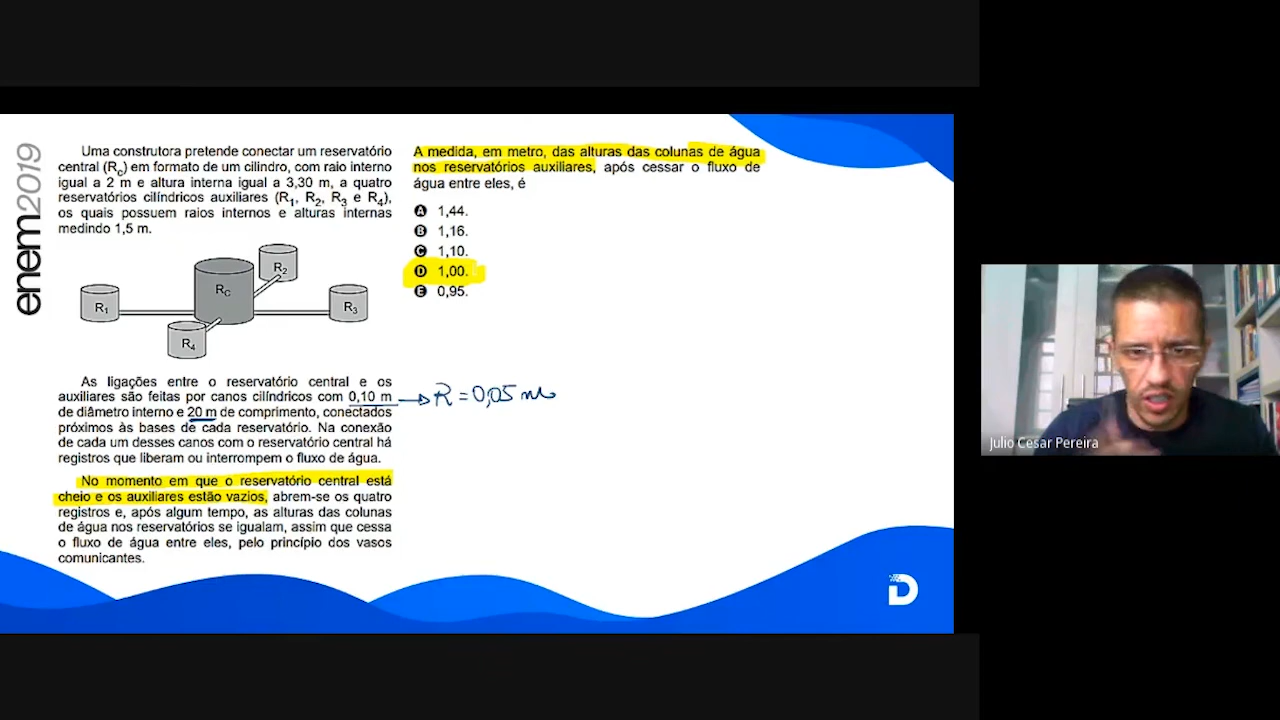 enem2019
Uma construtora pretende conectar um reservatório
central (Rc) em formato de um cilindro, com raio interno
igual a 2 m e altura interna igual a 3,30 m, a quatro
reservatórios cilíndricos auxiliares (R1, R2, R3 e R4),
os quais possuem raios internos e alturas internas
medindo 1,5 m.
R2
RC
R1
R3
R4
As ligações entre o reservatório central e os
auxiliares são feitas por canos cilíndricos com 0,10 m
de diâmetro interno e 20 m de comprimento, conectados
próximos às bases de cada reservatório. Na conexão
de cada um desses canos com o reservatório central há
registros que liberam ou interrompem o fluxo de água.
No momento em que o reservatório central está
cheio e os auxiliares estão vazios, abrem-se os quatro
registros e, após algum tempo, as alturas das colunas
de água nos reservatórios se igualam, assim que cessa
o fluxo de água entre eles, pelo princípio dos vasos
comunicantes.
R = 0,05 m
A medida, em metro, das alturas das colunas de água
nos reservatórios auxiliares, após cessar o fluxo de
água entre eles, é
A 1,44.
B 1,16.
C 1,10.
D 1,00.
E 0,95.
D
Julio Cesar Pereira